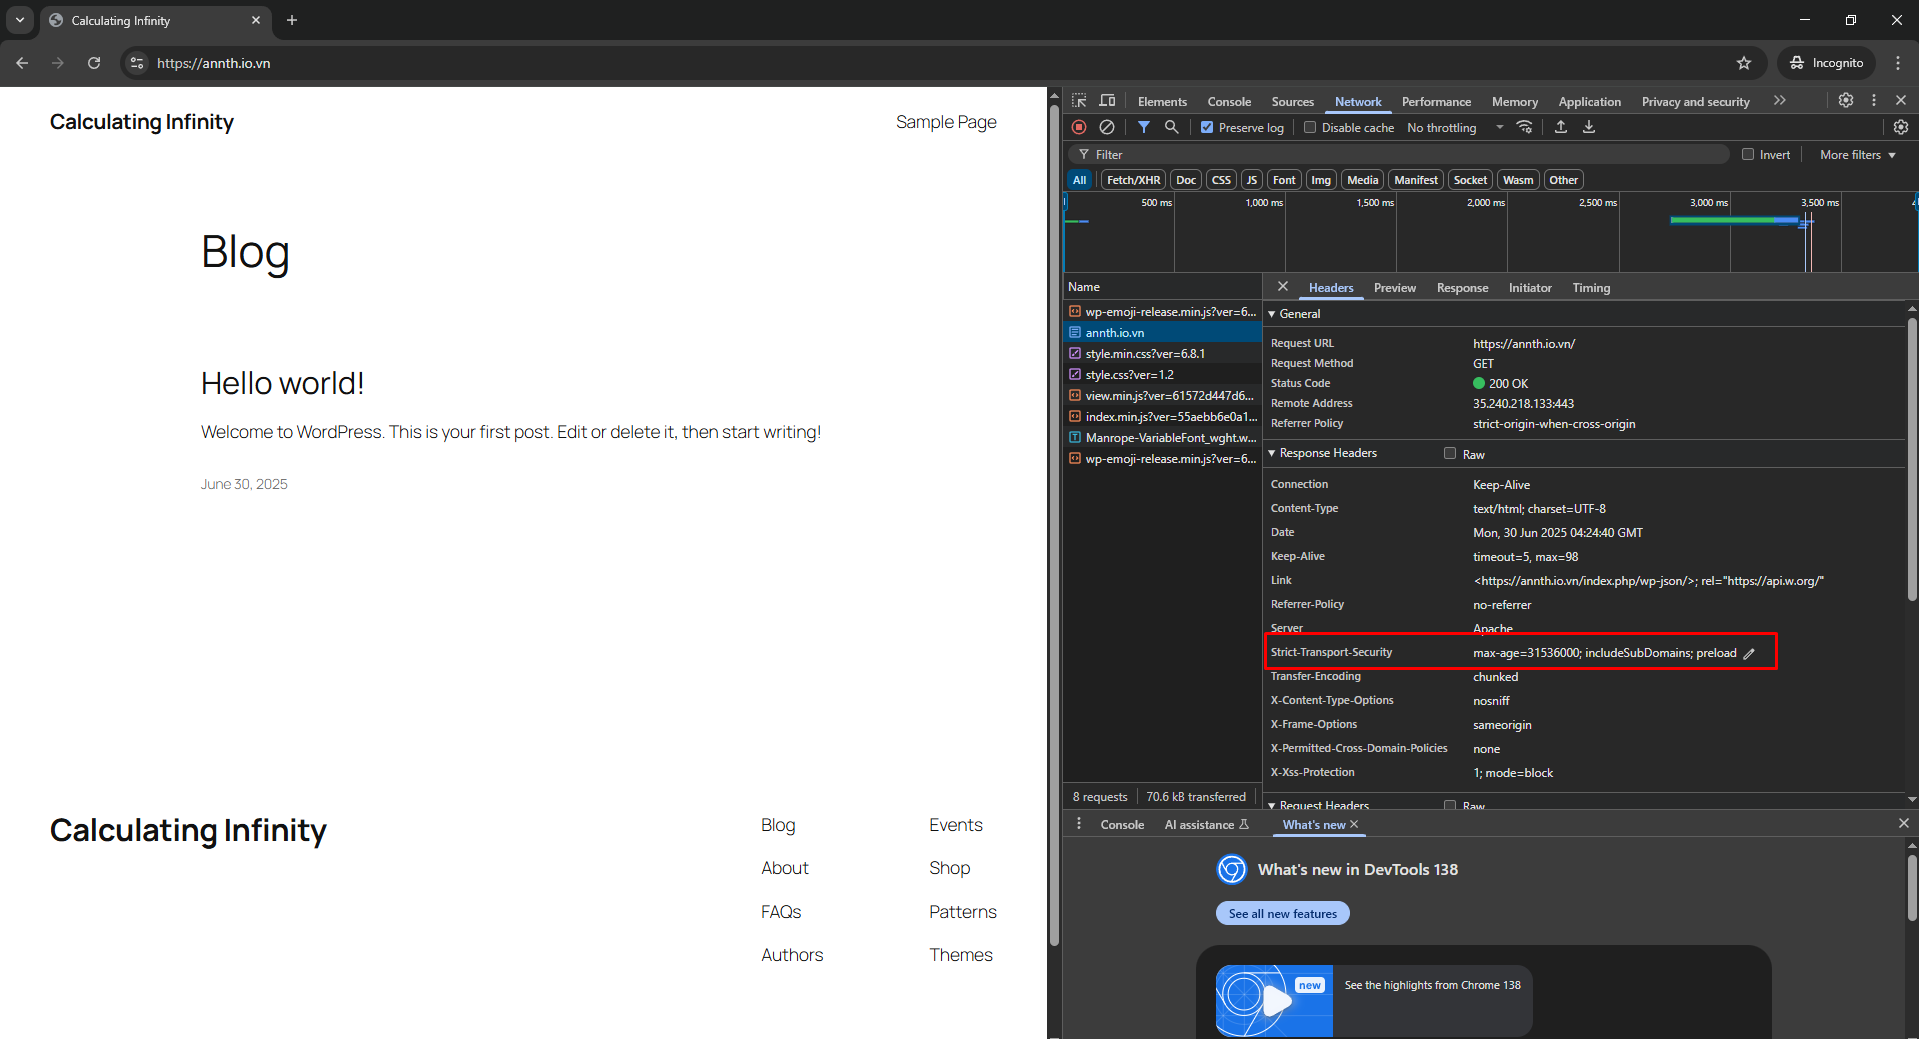 Calculating Infinity
https://annth.io.vn
Incognito
Calculating Infinity
Sample Page
Blog
Hello world!
Welcome to WordPress. This is your first post. Edit or delete it, then start writing!
June 30, 2025
Calculating Infinity
Blog
Events
About
Shop
FAQs
Patterns
Authors
Themes
Elements Console Sources Network Performance Memory Application Privacy and security
Preserve log Disable cache No throttling
Filter
Invert More filters
All Fetch/XHR Doc CSS JS Font Img Media Manifest Socket Wasm Other
500 ms 1,000 ms 1,500 ms 2,000 ms 2,500 ms 3,000 ms 3,500 ms
Name
wp-emoji-release.min.js?ver=6...
annth.io.vn
style.min.css?ver=6.8.1
style.css?ver=1.2
view.min.js?ver=61572d447d6...
index.min.js?ver=55aebb6e0a1...
Manrope-VariableFont_wght.w...
wp-emoji-release.min.js?ver=6...
8 requests 70.6 kB transferred
Headers Preview Response Initiator Timing
General
Request URL https://annth.io.vn/
Request Method GET
Status Code 200 OK
Remote Address 35.240.218.133:443
Referrer Policy strict-origin-when-cross-origin
Response Headers Raw
Connection Keep-Alive
Content-Type text/html; charset=UTF-8
Date Mon, 30 Jun 2025 04:24:40 GMT
Keep-Alive timeout=5, max=98
Link <https://annth.io.vn/index.php/wp-json/>; rel="https://api.w.org/"
Referrer-Policy no-referrer
Server Apache
Strict-Transport-Security max-age=31536000; includeSubDomains; preload
Transfer-Encoding chunked
X-Content-Type-Options nosniff
X-Frame-Options sameorigin
X-Permitted-Cross-Domain-Policies none
X-Xss-Protection 1; mode=block
Request Headers Raw
Console AI assistance What's new
What's new in DevTools 138
See all new features
new
See the highlights from Chrome 138